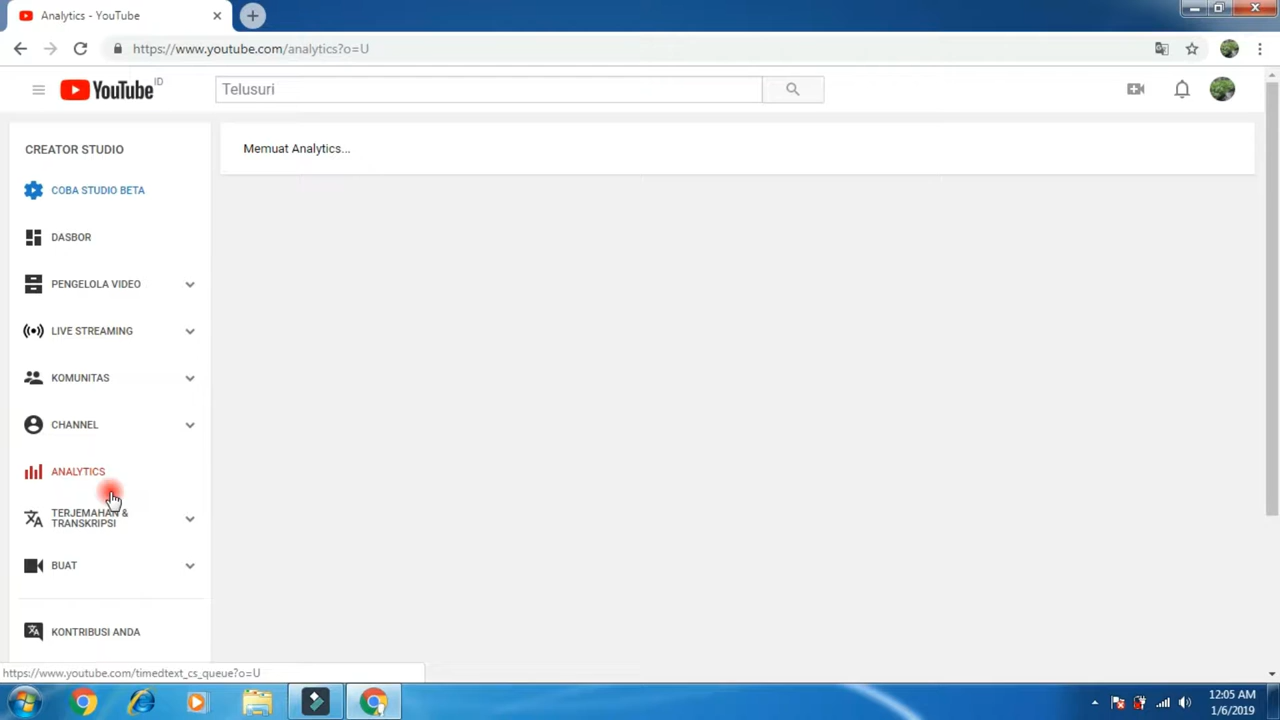 Analytics - YouTube
https://www.youtube.com/analytics?o=U
YouTube ID
Telusuri
CREATOR STUDIO
Memuat Analytics...
COBA STUDIO BETA
DASBOR
PENGELOLA VIDEO
LIVE STREAMING
KOMUNITAS
CHANNEL
ANALYTICS
TERJEMAHAN &
TRANSKRIPSI
BUAT
KONTRIBUSI ANDA
https://www.youtube.com/timedtext_cs_queue?o=U
12:05 AM
1/6/2019